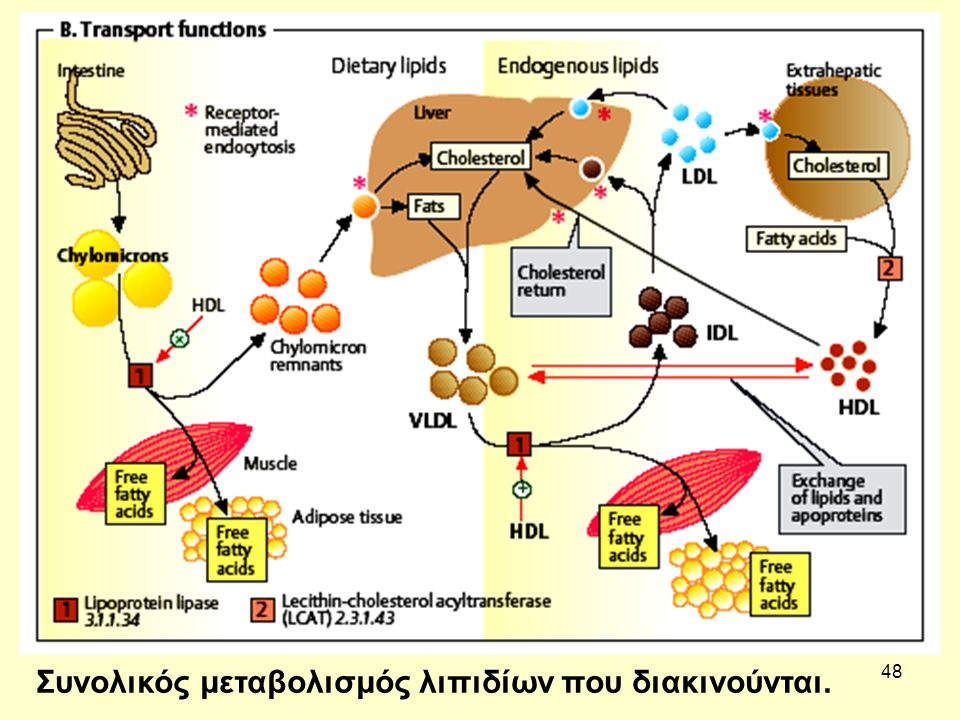 B. Transport functions
Intestine
Dietary lipids
Endogenous lipids
Extrahepatic
tissues
* Receptor-
mediated
endocytosis
*
Liver
*
*
LDL
*
Cholesterol
Cholesterol
*
*
Fats
Chylomicrons
Cholesterol
return
Fatty acids
2
HDL
IDL
Chylomicron
remnants
1
VLDL
HDL
1
Muscle
Free
fatty
acids
Adipose tissue
Free
fatty
acids
+
HDL
Free
fatty
acids
Exchange
of lipids and
apoproteins
Free
fatty
acids
1 Lipoprotein lipase
3.1.1.34
2 Lecithin-cholesterol acyltransferase
(LCAT) 2.3.1.43
48
Συνολικός μεταβολισμός λιπιδίων που διακινούνται.